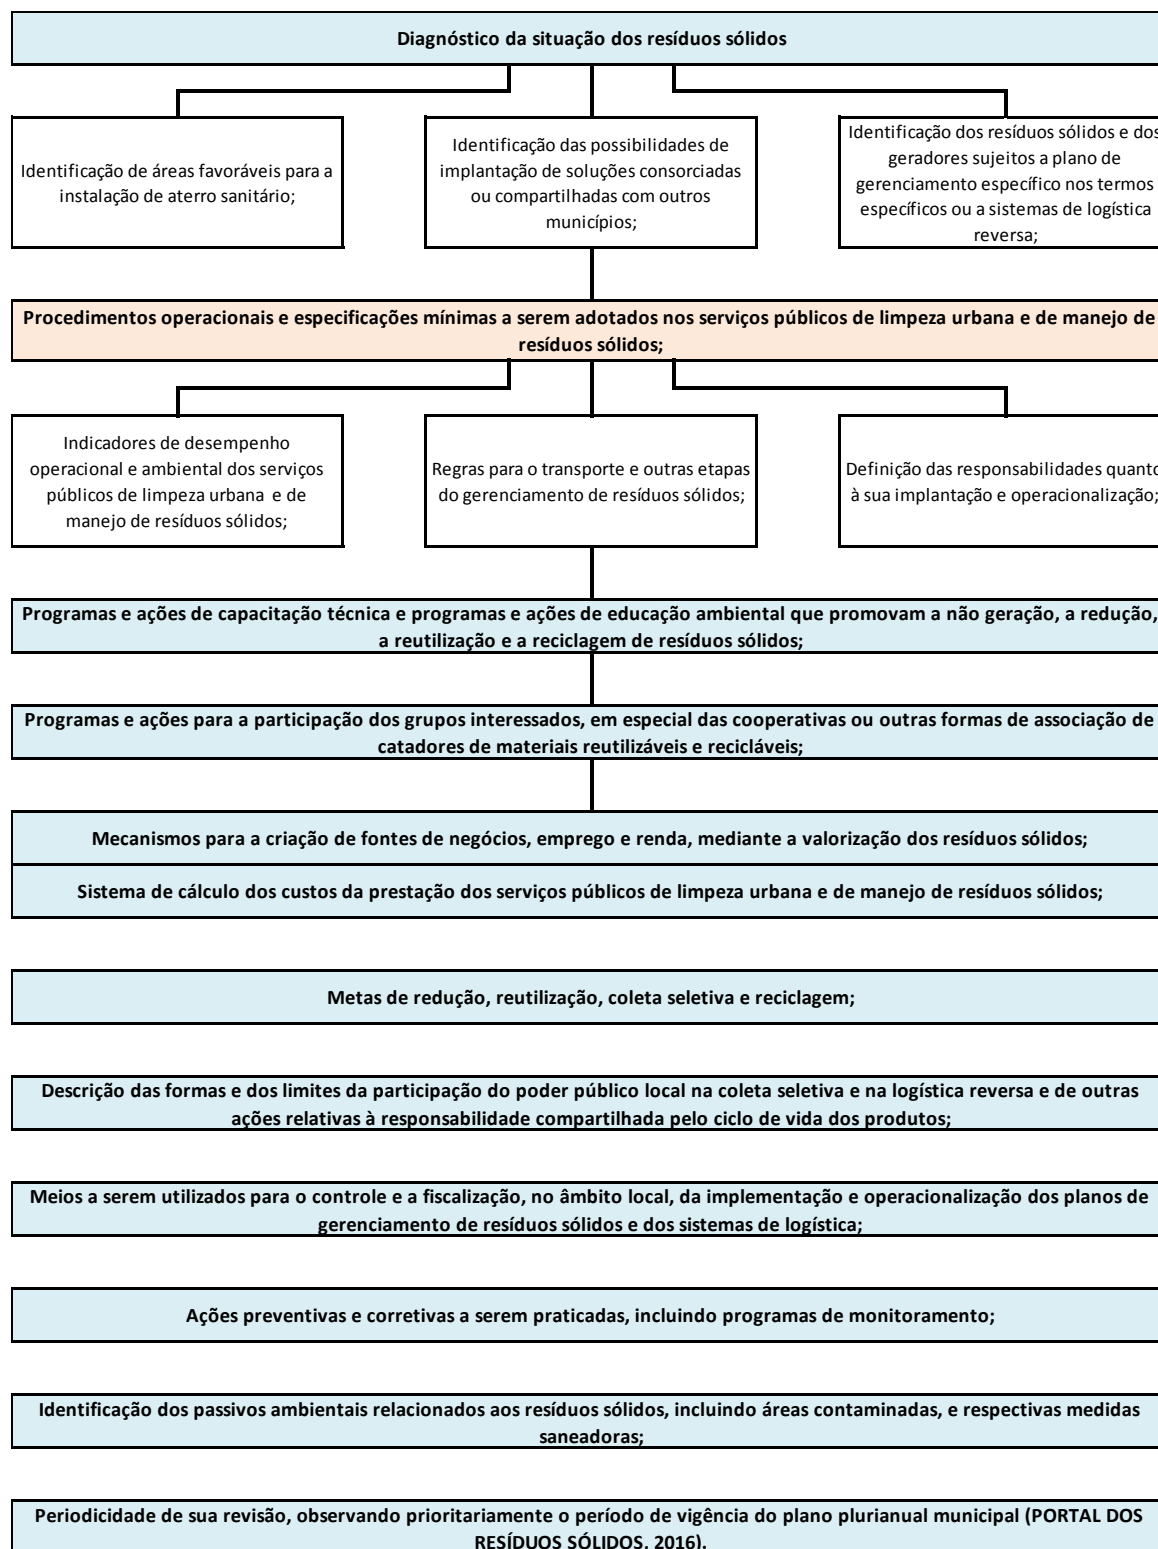 Diagnóstico da situação dos resíduos sólidos
Identificação de áreas favoráveis para a
instalação de aterro sanitário;
Identificação das possibilidades de
implantação de soluções consorciadas
ou compartilhadas com outros
municípios;
Identificação dos resíduos sólidos e dos
geradores sujeitos a plano de
gerenciamento específico nos termos
específicos ou a sistemas de logística
reversa;
Procedimentos operacionais e especificações mínimas a serem adotados nos serviços públicos de limpeza urbana e de manejo de
resíduos sólidos;
Indicadores de desempenho
operacional e ambiental dos serviços
públicos de limpeza urbana e de
manejo de resíduos sólidos;
Regras para o transporte e outras etapas
do gerenciamento de resíduos sólidos;
Definição das responsabilidades quanto
à sua implantação e operacionalização;
Programas e ações de capacitação técnica e programas e ações de educação ambiental que promovam a não geração, a redução,
a reutilização e a reciclagem de resíduos sólidos;
Programas e ações para a participação dos grupos interessados, em especial das cooperativas ou outras formas de associação de
catadores de materiais reutilizáveis e recicláveis;
Mecanismos para a criação de fontes de negócios, emprego e renda, mediante a valorização dos resíduos sólidos;
Sistema de cálculo dos custos da prestação dos serviços públicos de limpeza urbana e de manejo de resíduos sólidos;
Metas de redução, reutilização, coleta seletiva e reciclagem;
Descrição das formas e dos limites da participação do poder público local na coleta seletiva e na logística reversa e de outras
ações relativas à responsabilidade compartilhada pelo ciclo de vida dos produtos;
Meios a serem utilizados para o controle e a fiscalização, no âmbito local, da implementação e operacionalização dos planos de
gerenciamento de resíduos sólidos e dos sistemas de logística;
Ações preventivas e corretivas a serem praticadas, incluindo programas de monitoramento;
Identificação dos passivos ambientais relacionados aos resíduos sólidos, incluindo áreas contaminadas, e respectivas medidas
saneadoras;
Periodicidade de sua revisão, observando prioritariamente o período de vigência do plano plurianual municipal (PORTAL DOS
RESÍDUOS SÓLIDOS, 2016).